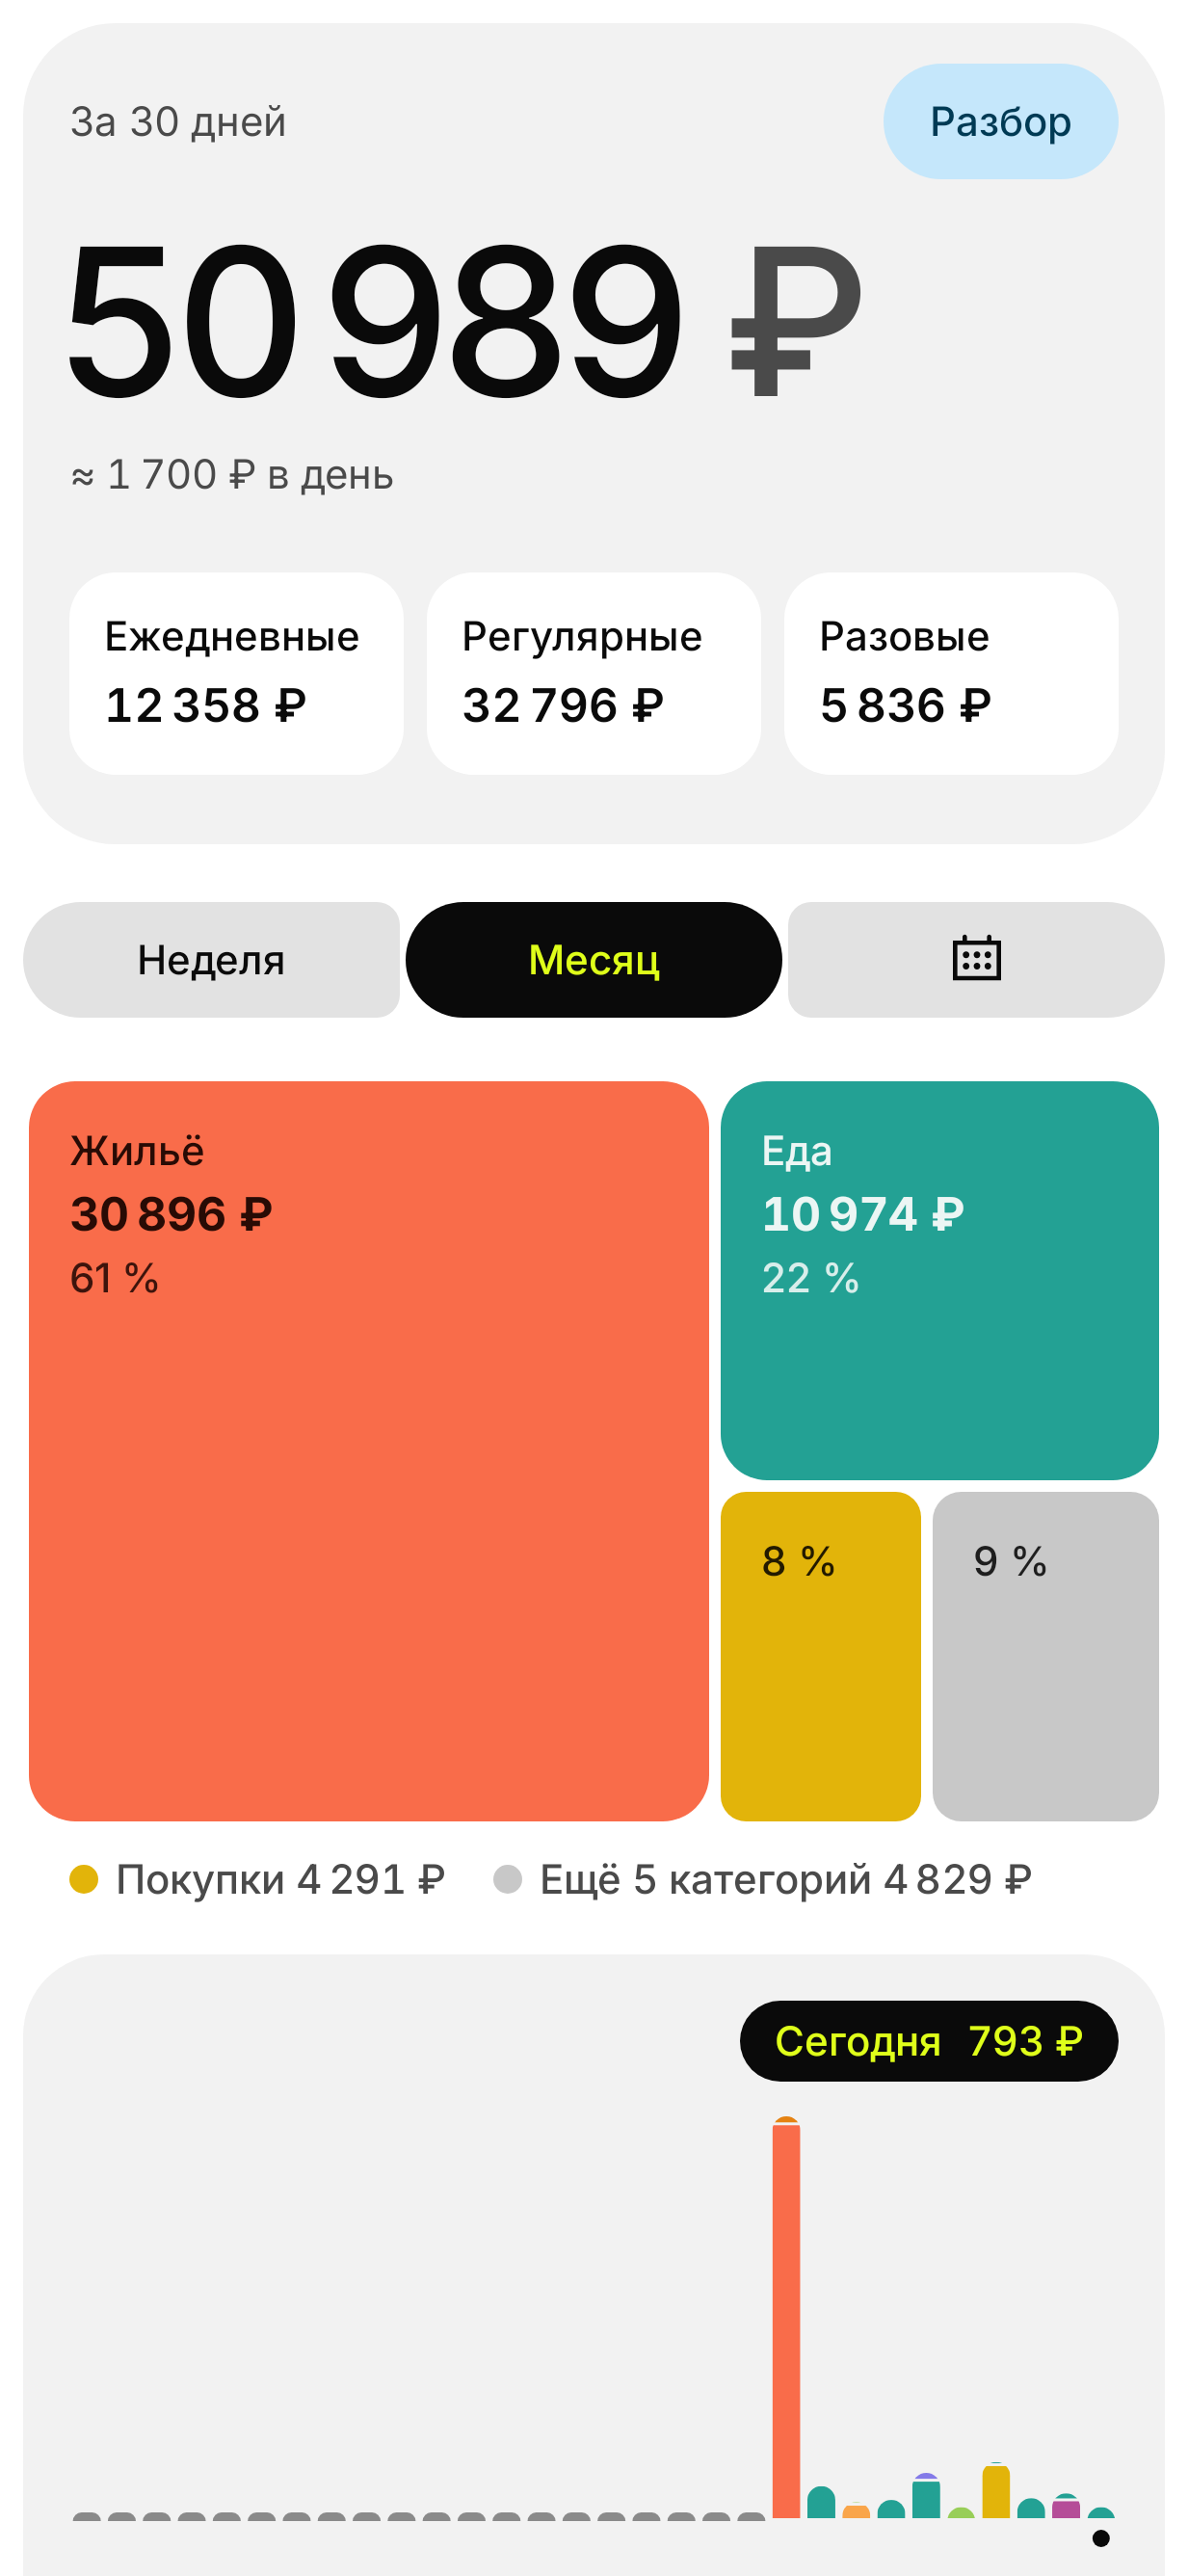 За 30 дней
Разбор
50 989 ₽
≈ 1 700 ₽ в день
Ежедневные
12 358 ₽
Регулярные
32 796 ₽
Разовые
5 836 ₽
Неделя
Месяц
Жильё
30 896 ₽
61 %
Еда
10 974 ₽
22 %
8 %
9 %
Покупки 4 291 ₽
Ещё 5 категорий 4 829 ₽
Сегодня 793 ₽